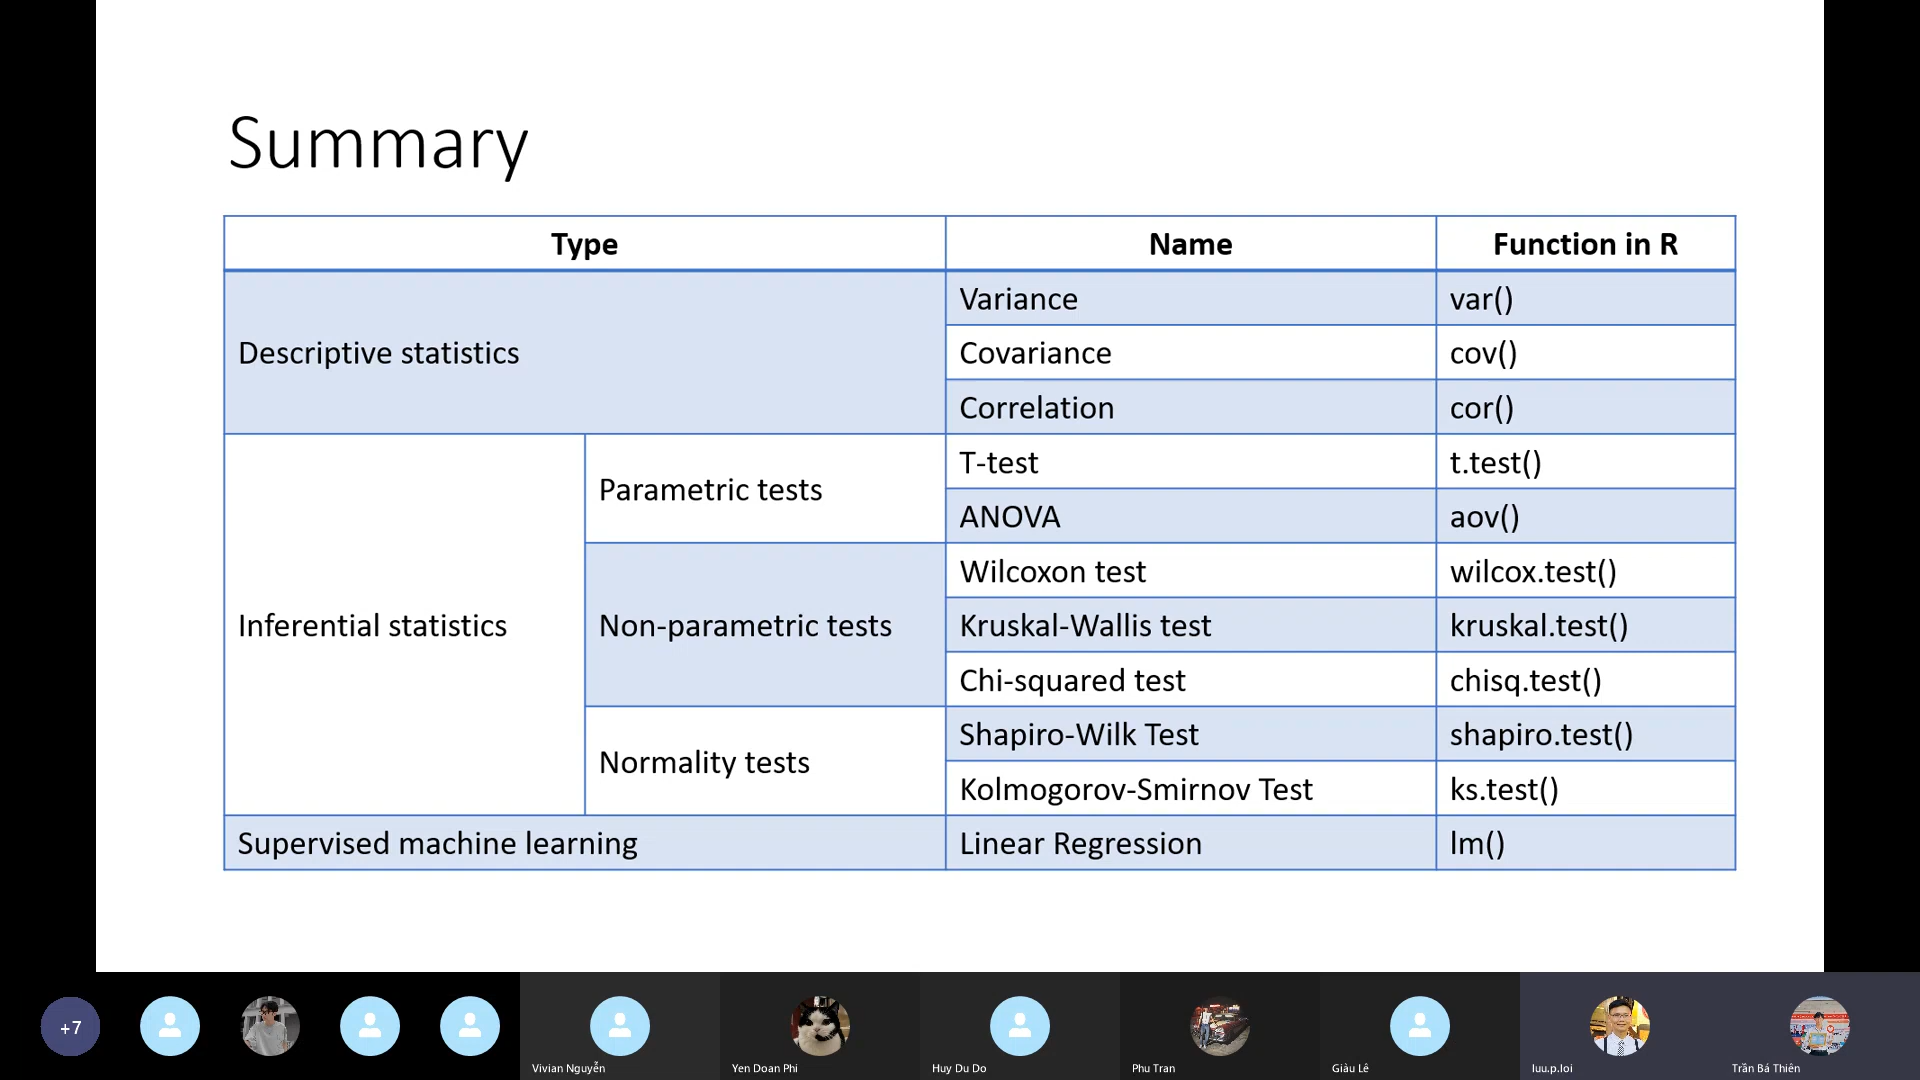 Summary
Type Name Function in R
Descriptive statistics
Variance var()
Covariance cov()
Correlation cor()
Inferential statistics
Parametric tests
T-test t.test()
ANOVA aov()
Non-parametric tests
Wilcoxon test wilcox.test()
Kruskal-Wallis test kruskal.test()
Chi-squared test chisq.test()
Normality tests
Shapiro-Wilk Test shapiro.test()
Kolmogorov-Smirnov Test ks.test()
Supervised machine learning Linear Regression lm()
+7
Vivian Nguyễn Yen Doan Phi Huy Du Do Phu Tran Giàu Lê luu.p.loi Trần Bá Thiên